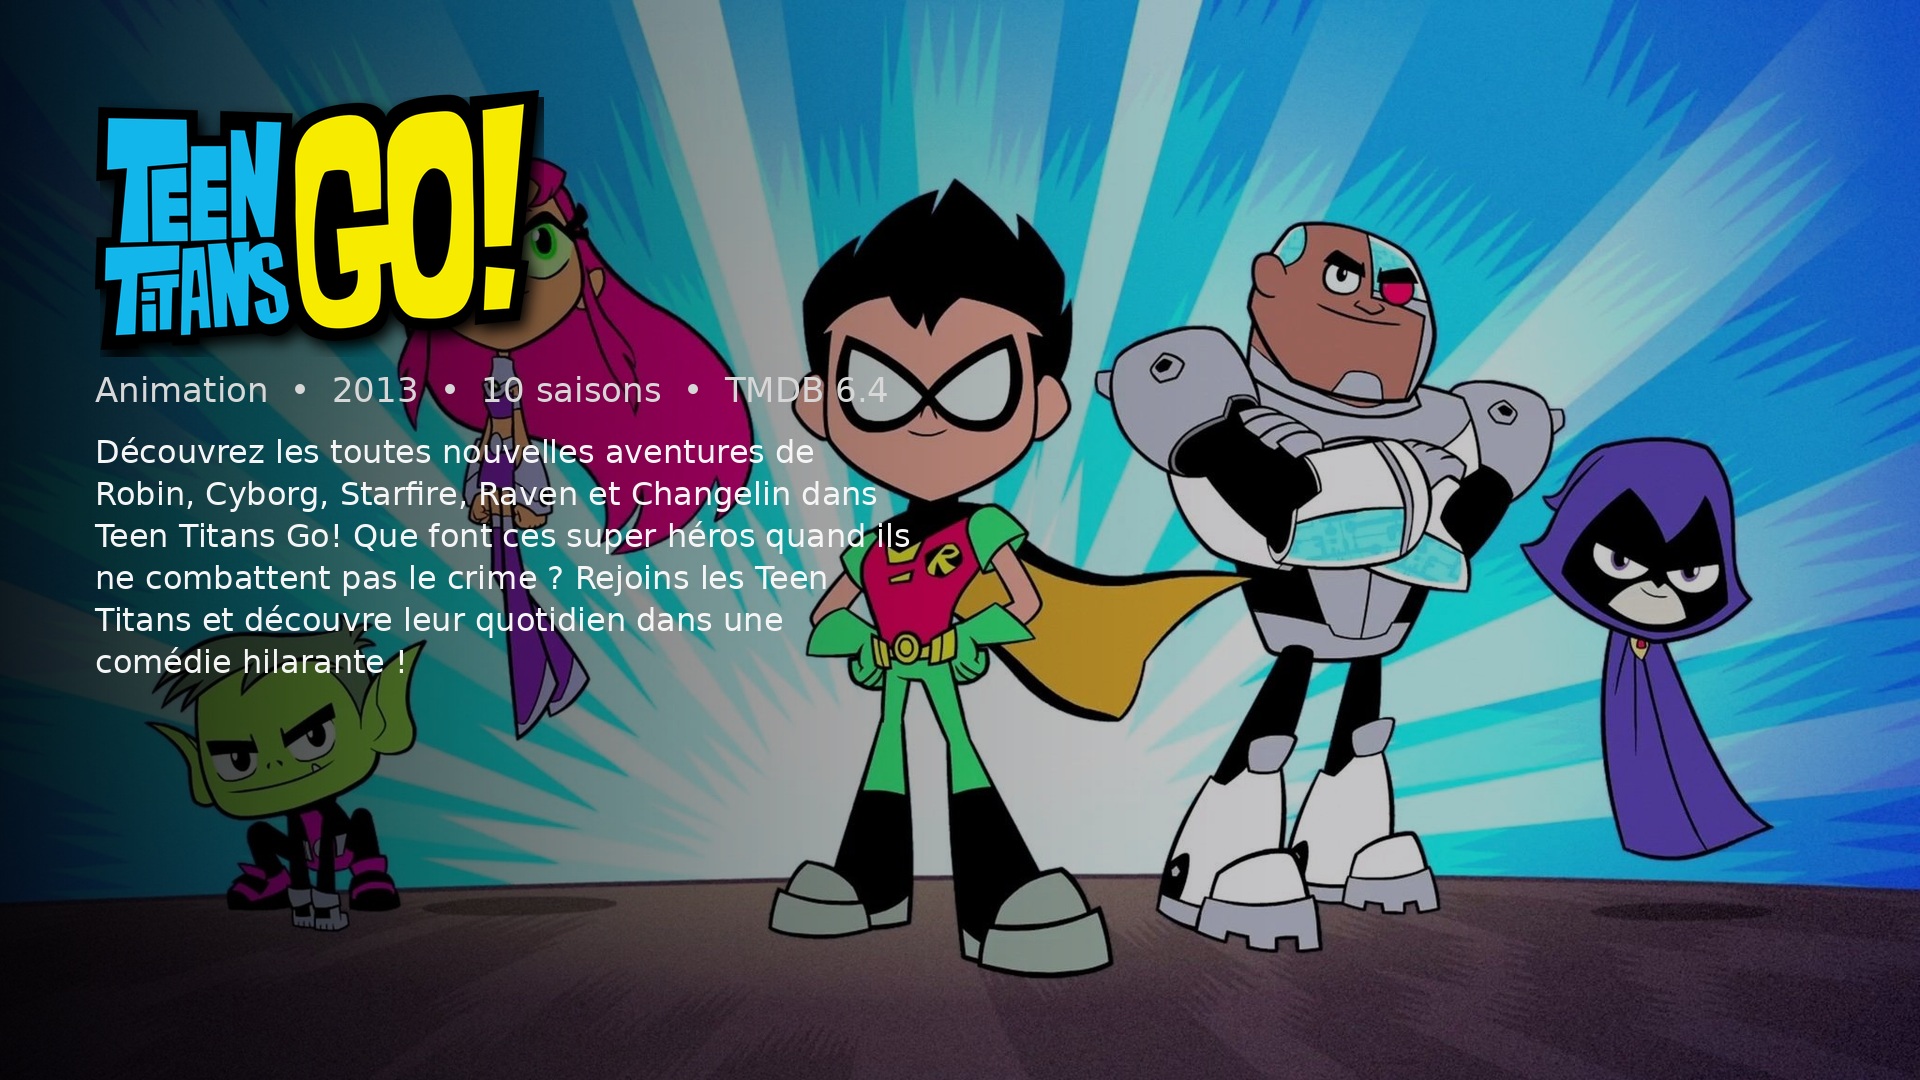 TEEN
TITANS
GO!
Animation • 2013 • 10 saisons • TMDB 6.4
Découvrez les toutes nouvelles aventures de
Robin, Cyborg, Starfire, Raven et Changelin dans
Teen Titans Go! Que font ces super héros quand ils
ne combattent pas le crime ? Rejoins les Teen
Titans et découvre leur quotidien dans une
comédie hilarante !
R